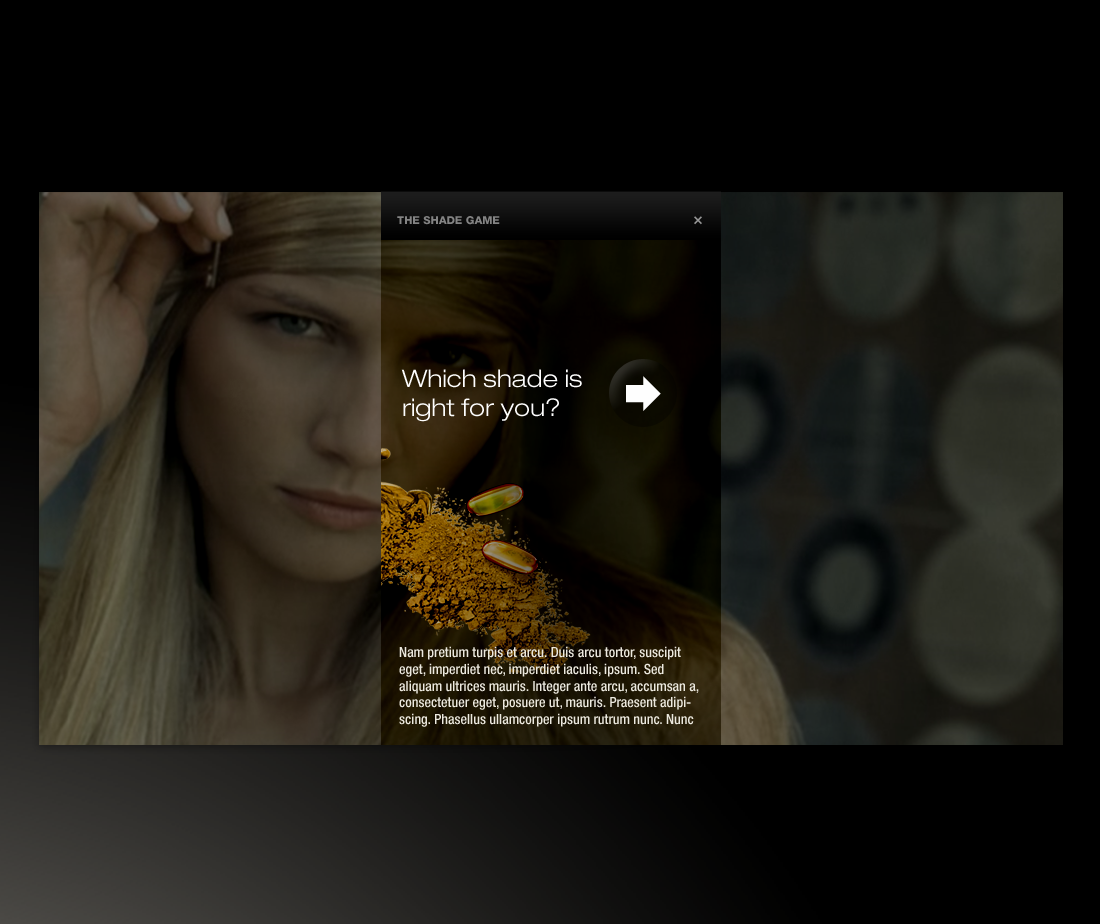 THE SHADE GAME ×
Which shade is
right for you?
Nam pretium turpis et arcu. Duis arcu tortor, suscipit
eget, imperdiet nec, imperdiet iaculis, ipsum. Sed
aliquam ultrices mauris. Integer ante arcu, accumsan a,
consectetuer eget, posuere ut, mauris. Praesent adipi-
scing. Phasellus ullamcorper ipsum rutrum nunc. Nunc